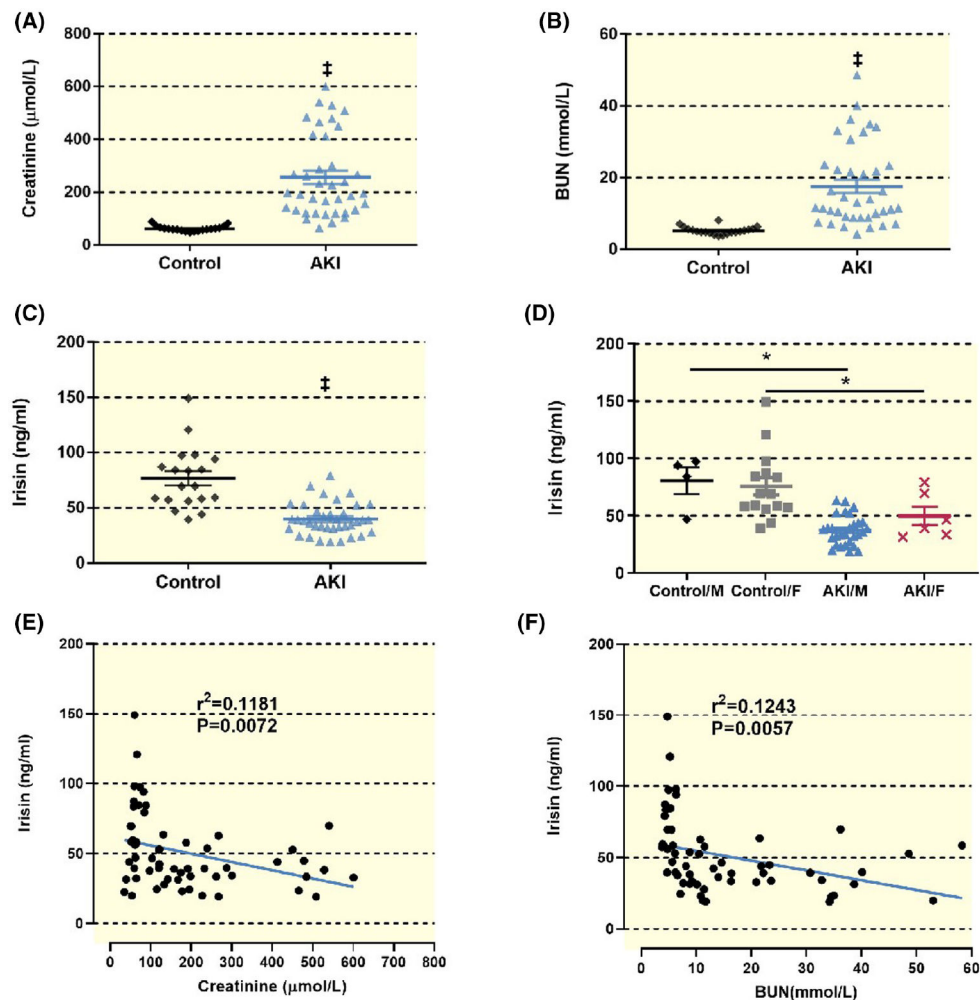 (A)
Creatinine (μmol/L)
800
600
400
200
0
‡
Control
AKI
(B)
BUN (mmol/L)
60
40
20
0
‡
Control
AKI
(C)
Irisin (ng/ml)
200
150
100
50
0
‡
Control
AKI
(D)
Irisin (ng/ml)
200
150
100
50
0
*
*
Control/M
Control/F
AKI/M
AKI/F
(E)
Irisin (ng/ml)
200
150
100
50
0
r²=0.1181
P=0.0072
0 100 200 300 400 500 600 700 800
Creatinine (μmol/L)
(F)
Irisin (ng/ml)
200
150
100
50
0
r²=0.1243
P=0.0057
0 10 20 30 40 50 60
BUN(mmol/L)